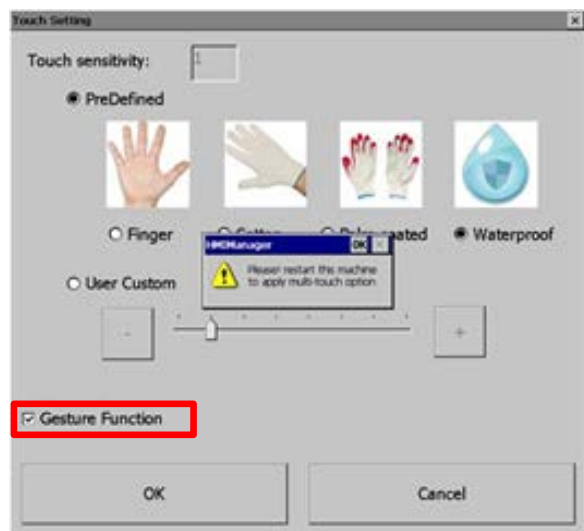 Touch Setting
Touch sensitivity: 1
PreDefined
Finger
Waterproof
HMIManager OK
Pleaser restart this machine
to apply multi-touch option
User Custom
- +
Gesture Function
OK Cancel